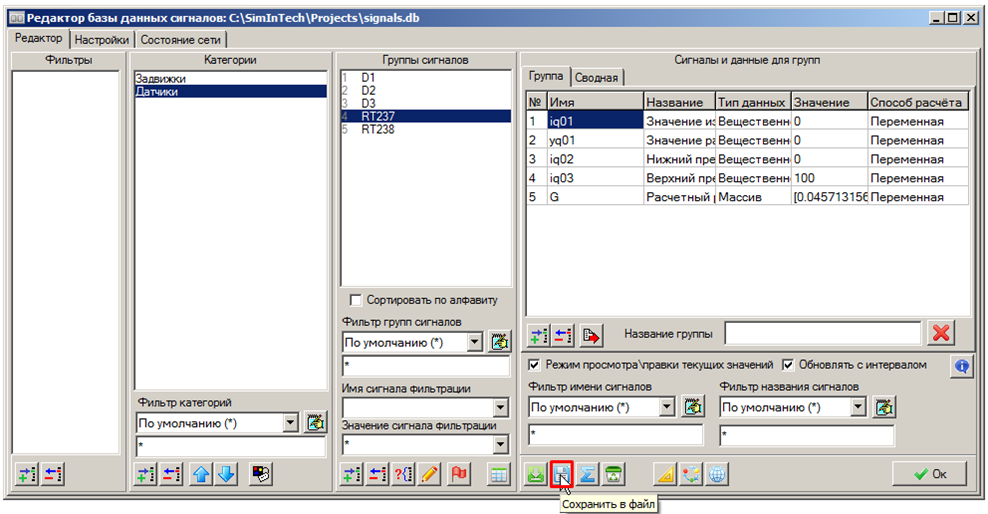 Редактор базы данных сигналов: C:\SimInTech\Projects\signals.db
Редактор Настройки Состояние сети
Фильтры
Категории
Задвижки
Датчики
Фильтр категорий
По умолчанию (*)
*
Группы сигналов
1 D1
2 D2
3 D3
4 RT237
5 RT238
Сортировать по алфавиту
Фильтр групп сигналов
По умолчанию (*)
*
Имя сигнала фильтрации
Значение сигнала фильтрации
*
Сигналы и данные для групп
Группа Сводная
№ Имя Название Тип данных Значение Способ расчёта
1 iq01 Значение из Вещественн 0 Переменная
2 yq01 Значение ра Вещественн 0 Переменная
3 iq02 Нижний пре Вещественн 0 Переменная
4 iq03 Верхний пре Вещественн 100 Переменная
5 G Расчетный Массив [0.045713156 Переменная
Название группы
Режим просмотра\правки текущих значений Обновлять с интервалом
Фильтр имени сигналов Фильтр названия сигналов
По умолчанию (*) По умолчанию (*)
* *
Ок
Сохранить в файл